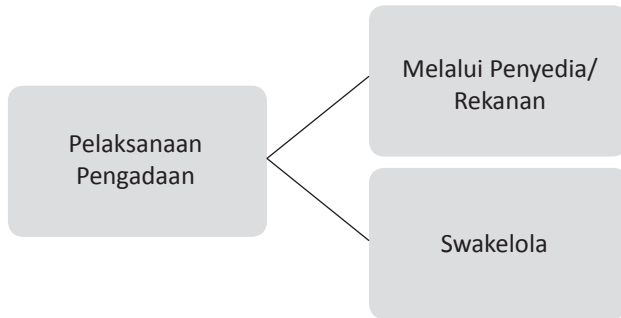 Pelaksanaan
Pengadaan
Melalui Penyedia/
Rekanan
Swakelola